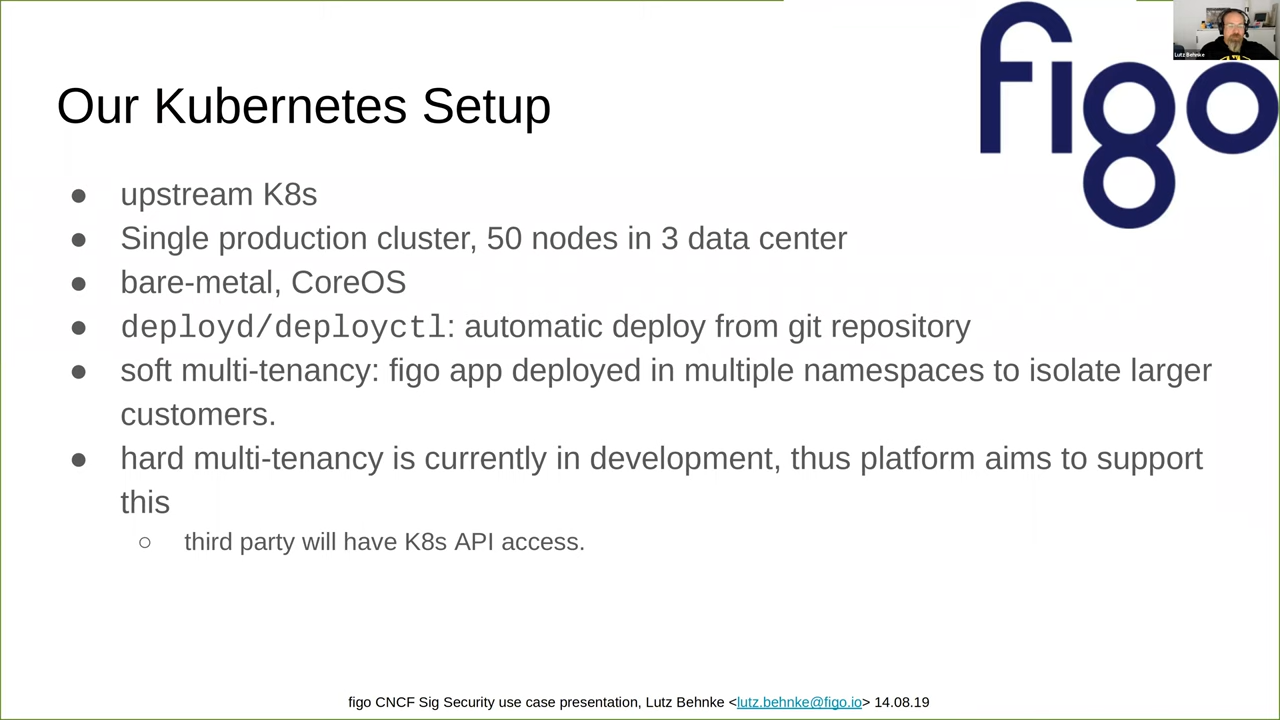 figo
Lutz Behnke
Our Kubernetes Setup
● upstream K8s
● Single production cluster, 50 nodes in 3 data center
● bare-metal, CoreOS
● deployd/deployctl: automatic deploy from git repository
● soft multi-tenancy: figo app deployed in multiple namespaces to isolate larger
customers.
● hard multi-tenancy is currently in development, thus platform aims to support
this
○ third party will have K8s API access.
figo CNCF Sig Security use case presentation, Lutz Behnke <lutz.behnke@figo.io> 14.08.19